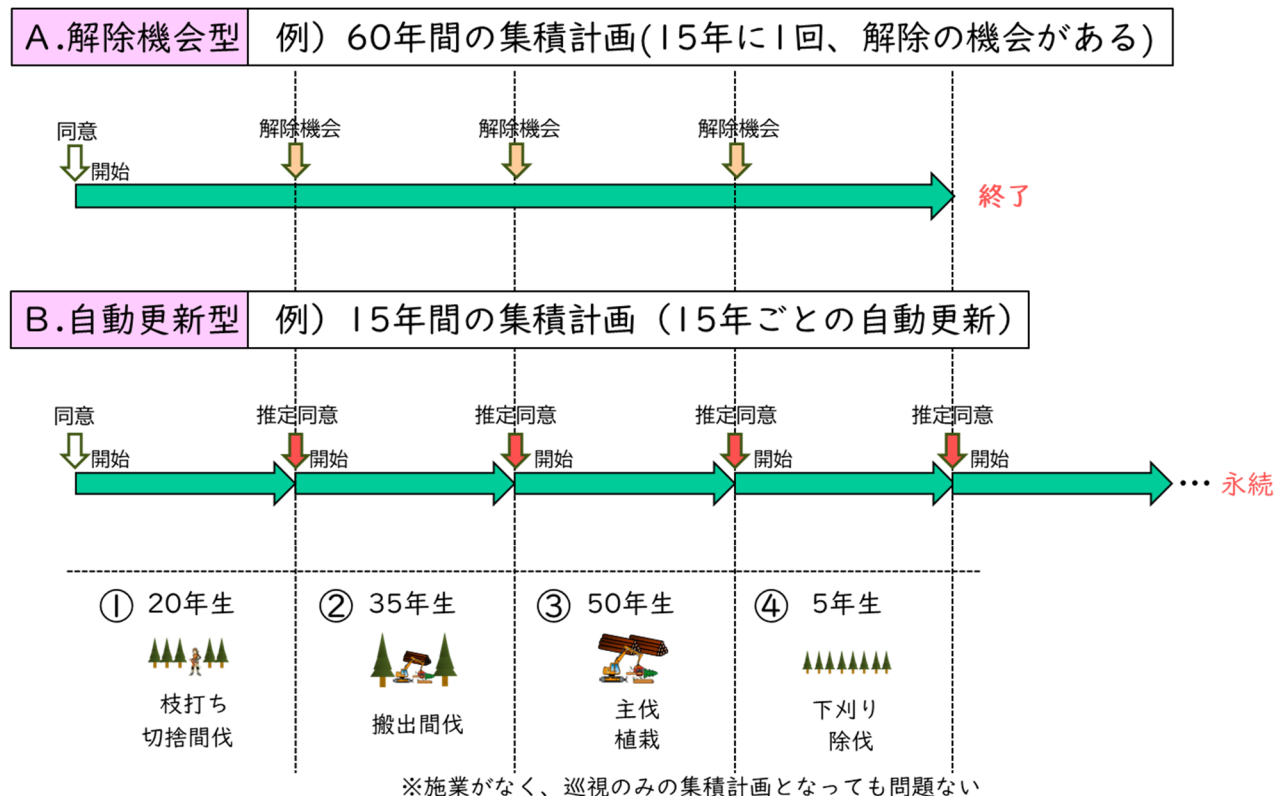 A.解除機会型 例）60年間の集積計画(15年に1回、解除の機会がある)
同意 解除機会 解除機会 解除機会
開始
終了
B.自動更新型 例）15年間の集積計画（15年ごとの自動更新）
同意 推定同意 推定同意 推定同意 推定同意
開始 開始 開始 開始 開始
… 永続
① 20年生 ② 35年生 ③ 50年生 ④ 5年生
枝打ち
切捨間伐
搬出間伐
主伐
植栽
下刈り
除伐
※施業がなく、巡視のみの集積計画となっても問題ない